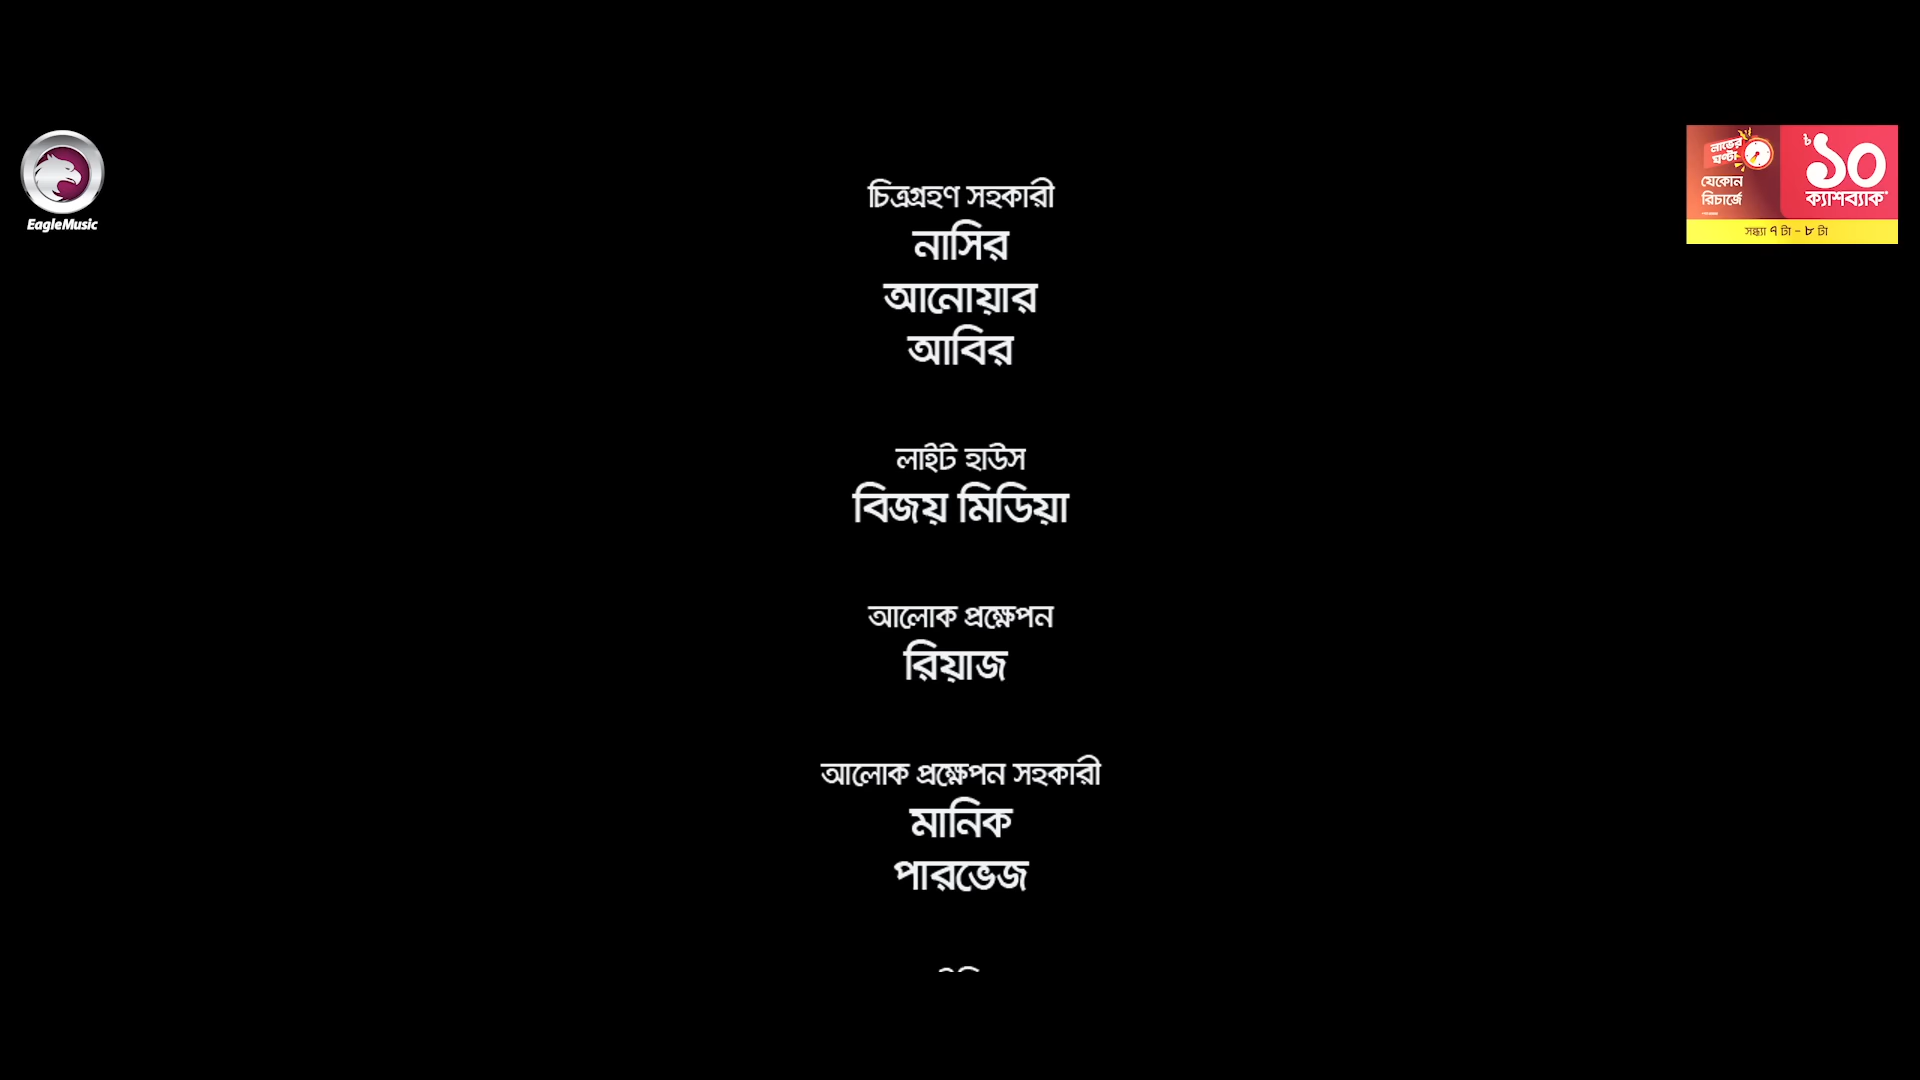 EagleMusic
লাভের
ঘণ্টা
যেকোন
রিচার্জে
৳১০
ক্যাশব্যাক*
সন্ধ্যা ৭ টা - ৮ টা
চিত্রগ্রহণ সহকারী
নাসির
আনোয়ার
আবির
লাইট হাউস
বিজয় মিডিয়া
আলোক প্রক্ষেপন
রিয়াজ
আলোক প্রক্ষেপন সহকারী
মানিক
পারভেজ